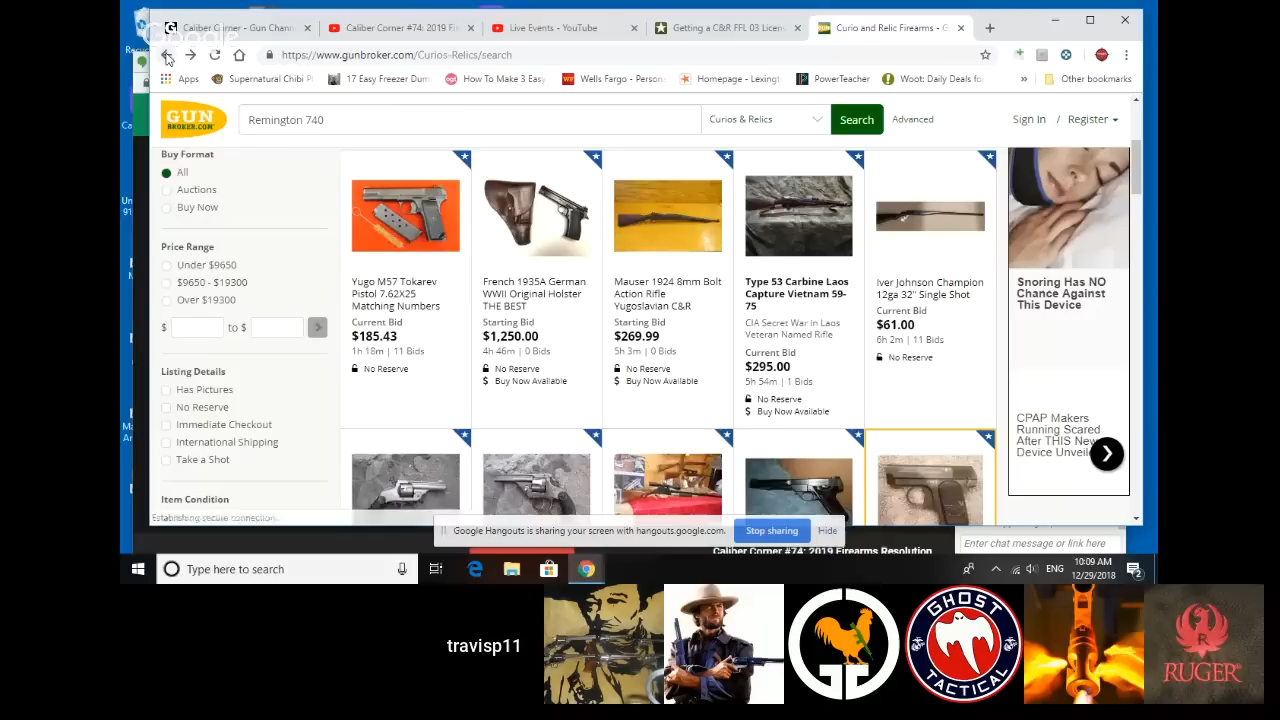 Caliber Corner - Gun Chann
Caliber Corner #74: 2019 Fi
Live Events - YouTube
Getting a C&R FFL 03 Licen
Curio and Relic Firearms - G
Google
https://www.gunbroker.com/Curios-Relics/search
Apps
Supernatural Chibi Pi
17 Easy Freezer Dum
How To Make 3 Easy
Wells Fargo - Person
Homepage - Lexingt
PowerTeacher
Woot: Daily Deals fo
»
Other bookmarks
GUN
BROKER.COM
Remington 740
Curios & Relics
Search
Advanced
Sign In / Register
Buy Format
All
Auctions
Buy Now
Price Range
Under $9650
$9650 - $19300
Over $19300
$ to $
Listing Details
Has Pictures
No Reserve
Immediate Checkout
International Shipping
Take a Shot
Item Condition
Establishing secure connection...
Yugo M57 Tokarev
Pistol 7.62X25
Matching Numbers
Current Bid
$185.43
1h 18m | 11 Bids
No Reserve
French 1935A German
WWII Original Holster
THE BEST
Starting Bid
$1,250.00
4h 46m | 0 Bids
No Reserve
$ Buy Now Available
Mauser 1924 8mm Bolt
Action Rifle
Yugoslavian C&R
Starting Bid
$269.99
5h 3m | 0 Bids
No Reserve
$ Buy Now Available
Type 53 Carbine Laos
Capture Vietnam 59-
75
CIA Secret War in Laos
Veteran Named Rifle
Current Bid
$295.00
5h 54m | 1 Bids
No Reserve
$ Buy Now Available
Iver Johnson Champion
12ga 32" Single Shot
Current Bid
$61.00
6h 2m | 11 Bids
No Reserve
Snoring Has NO
Chance Against
This Device
CPAP Makers
Running Scared
After THIS New
Device Unveil
Google Hangouts is sharing your screen with hangouts.google.com.
Stop sharing
Hide
Caliber Corner #74: 2019 Firearms Resolution
Enter chat message or link here
Type here to search
ENG
10:09 AM
12/29/2018
2
travisp11
GHOST
TACTICAL
R
RUGER